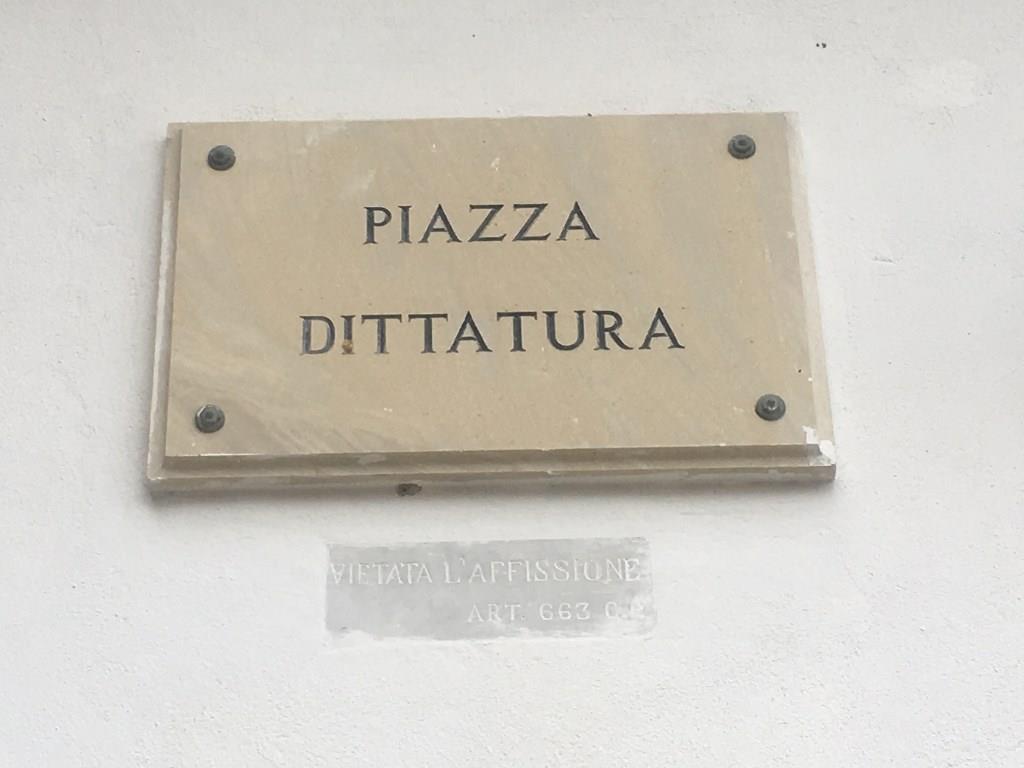 PIAZZA
DITTATURA
VIETATA L'AFFISSIONE
ART. 663 C.P.